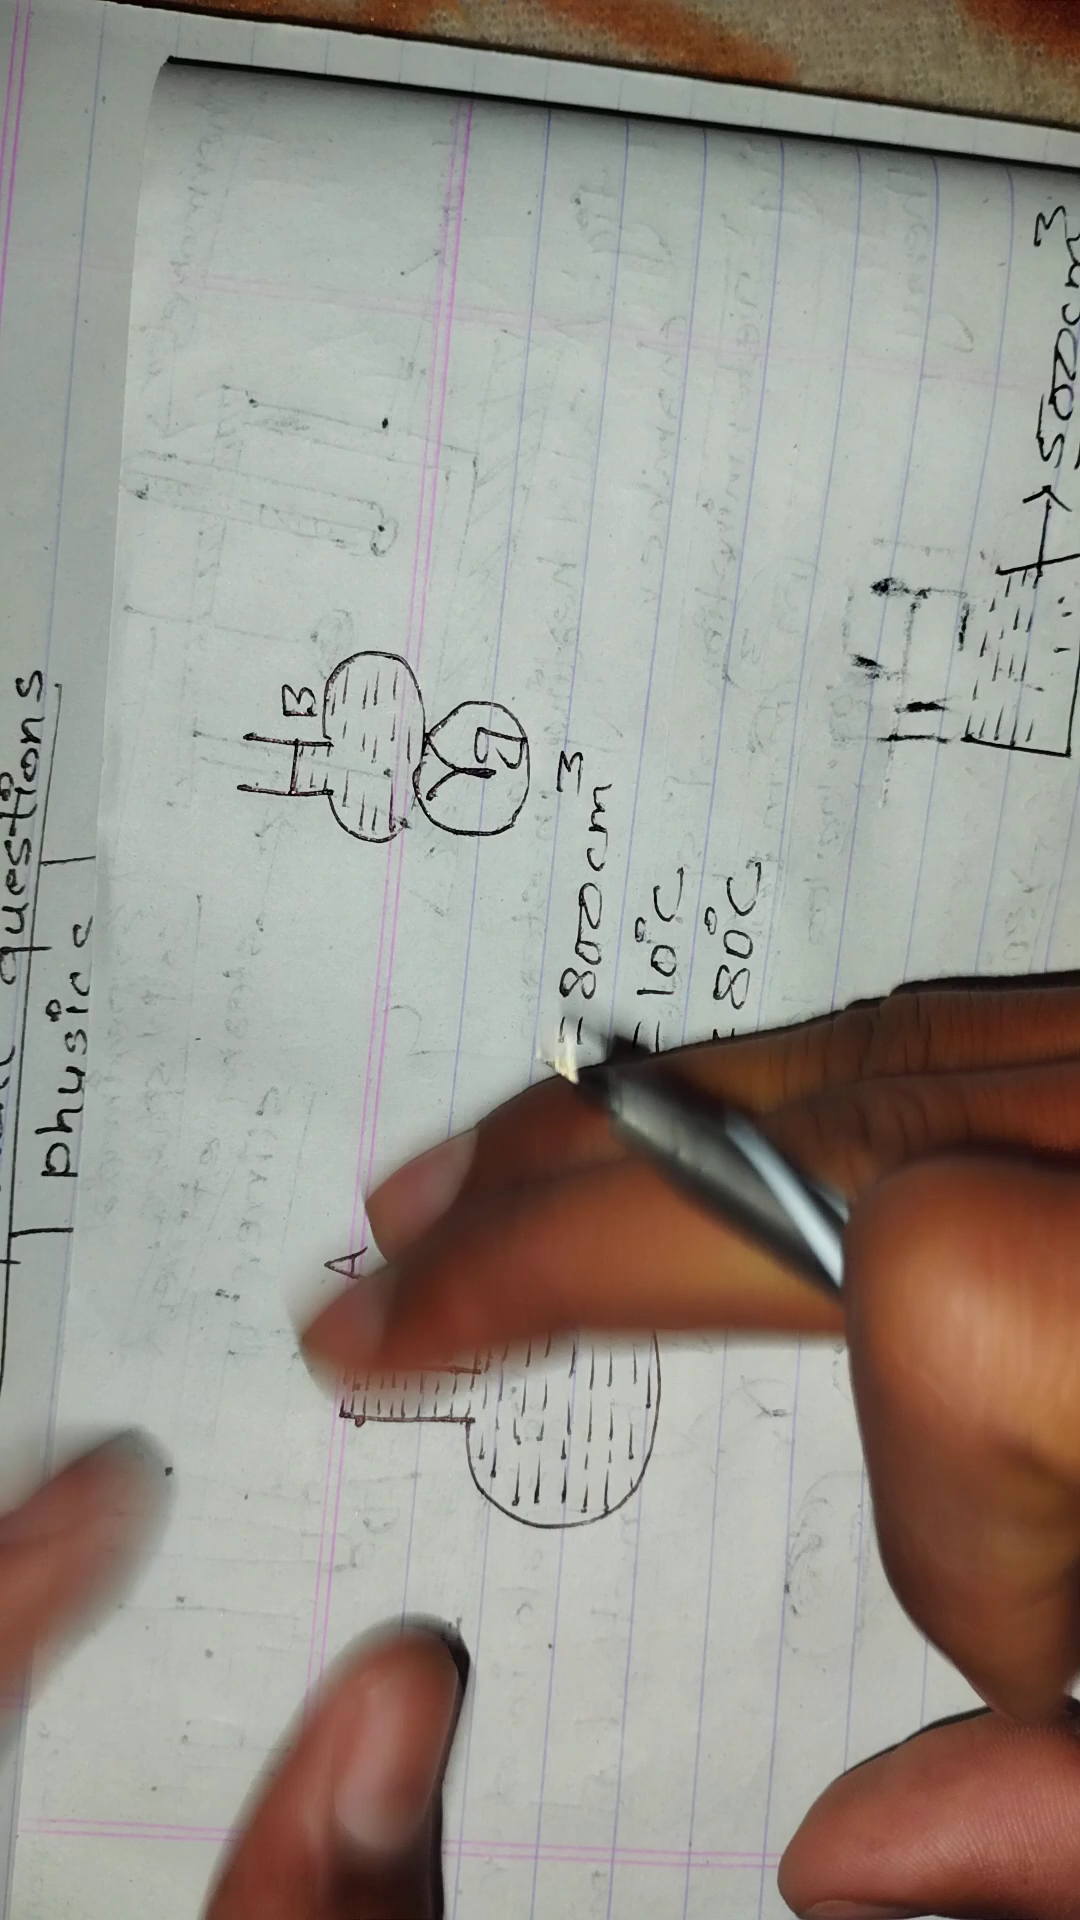 questions
physics
B
A
= 800cm³
= 10°C
= 80°C
→ 500cm³